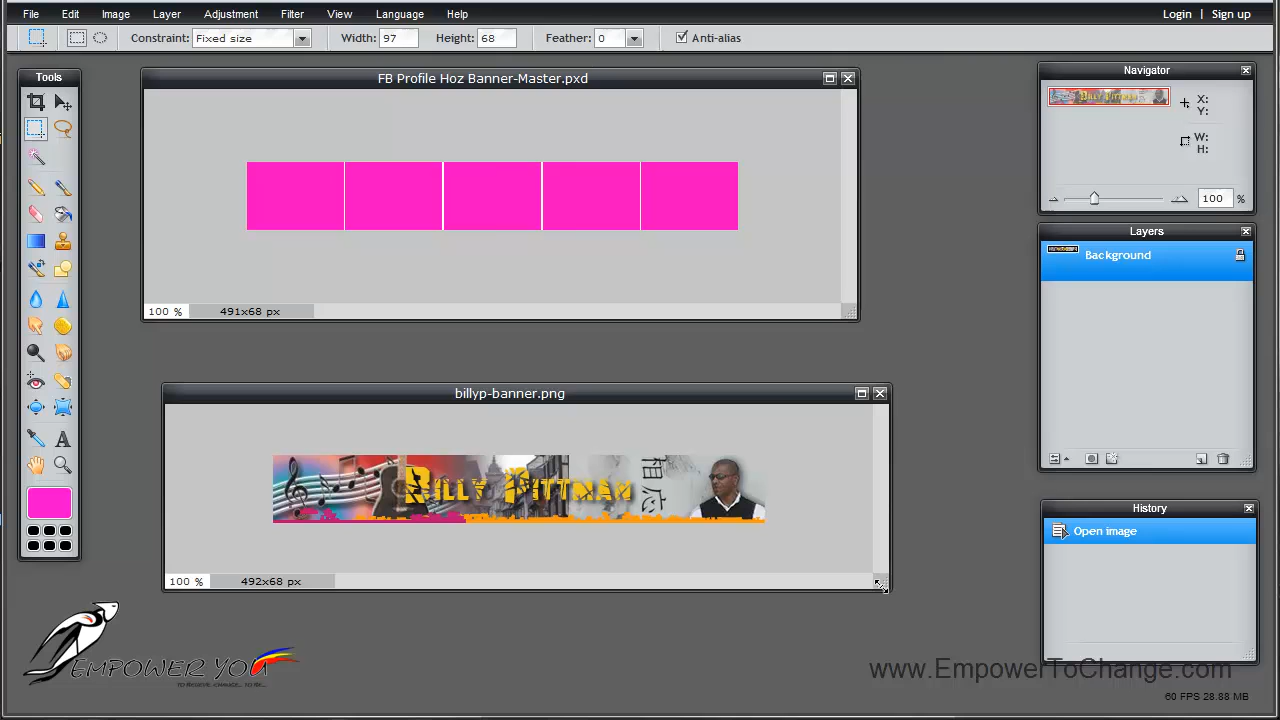 File Edit Image Layer Adjustment Filter View Language Help Login | Sign up
Constraint: Fixed size Width: 97 Height: 68 Feather: 0 Anti-alias
Tools
FB Profile Hoz Banner-Master.pxd
Navigator
X:
Y:
W:
H:
100 %
100 % 491x68 px
Layers
Background
billyp-banner.png
Billy Pittman
相
応
100 % 492x68 px
History
Open image
EMPOWER YOU
www.EmpowerToChange.com
60 FPS 28.88 MB